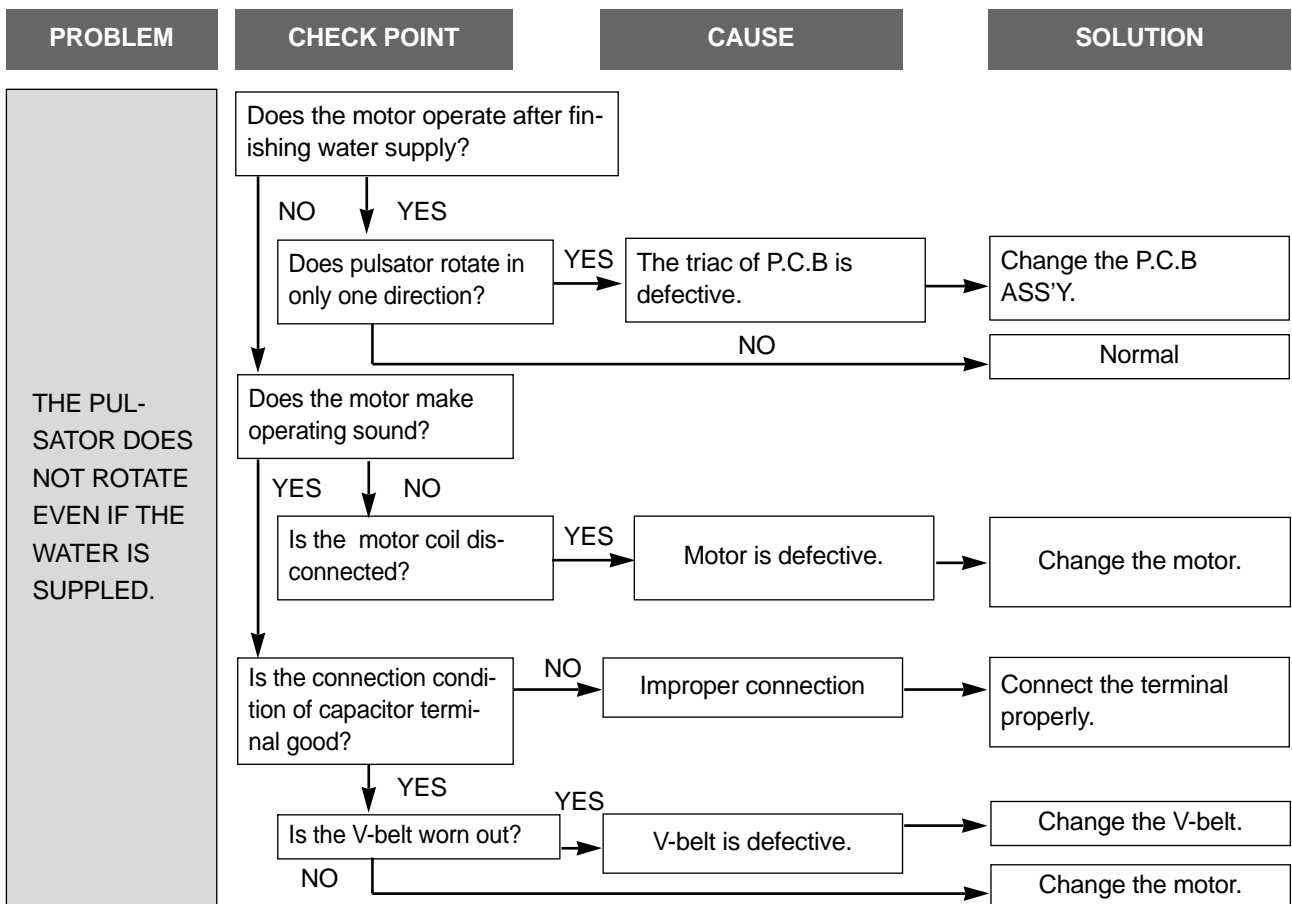 PROBLEM
CHECK POINT
CAUSE
SOLUTION
THE PUL-
SATOR DOES
NOT ROTATE
EVEN IF THE
WATER IS
SUPPLED.
Does the motor operate after fin-
ishing water supply?
NO
YES
Does pulsator rotate in
only one direction?
YES
The triac of P.C.B is
defective.
Change the P.C.B
ASS'Y.
NO
Normal
Does the motor make
operating sound?
YES
NO
Is the motor coil dis-
connected?
YES
Motor is defective.
Change the motor.
Is the connection condi-
tion of capacitor termi-
nal good?
NO
Improper connection
Connect the terminal
properly.
YES
Is the V-belt worn out?
YES
V-belt is defective.
Change the V-belt.
NO
Change the motor.